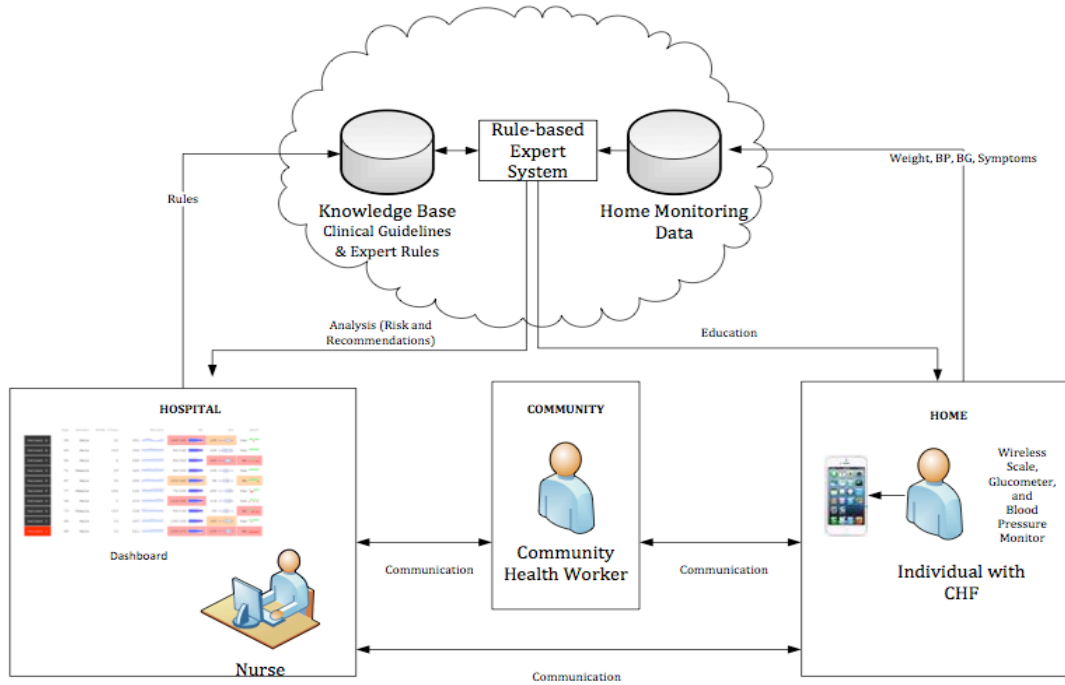 Rule-based
Expert
System
Knowledge Base
Clinical Guidelines
& Expert Rules
Home Monitoring
Data
Weight, BP, BG, Symptoms
Rules
Analysis (Risk and
Recommendations)
Education
HOSPITAL
Dashboard
Nurse
COMMUNITY
Community
Health Worker
HOME
Wireless
Scale,
Glucometer,
and
Blood
Pressure
Monitor
Individual with
CHF
Communication
Communication
Communication